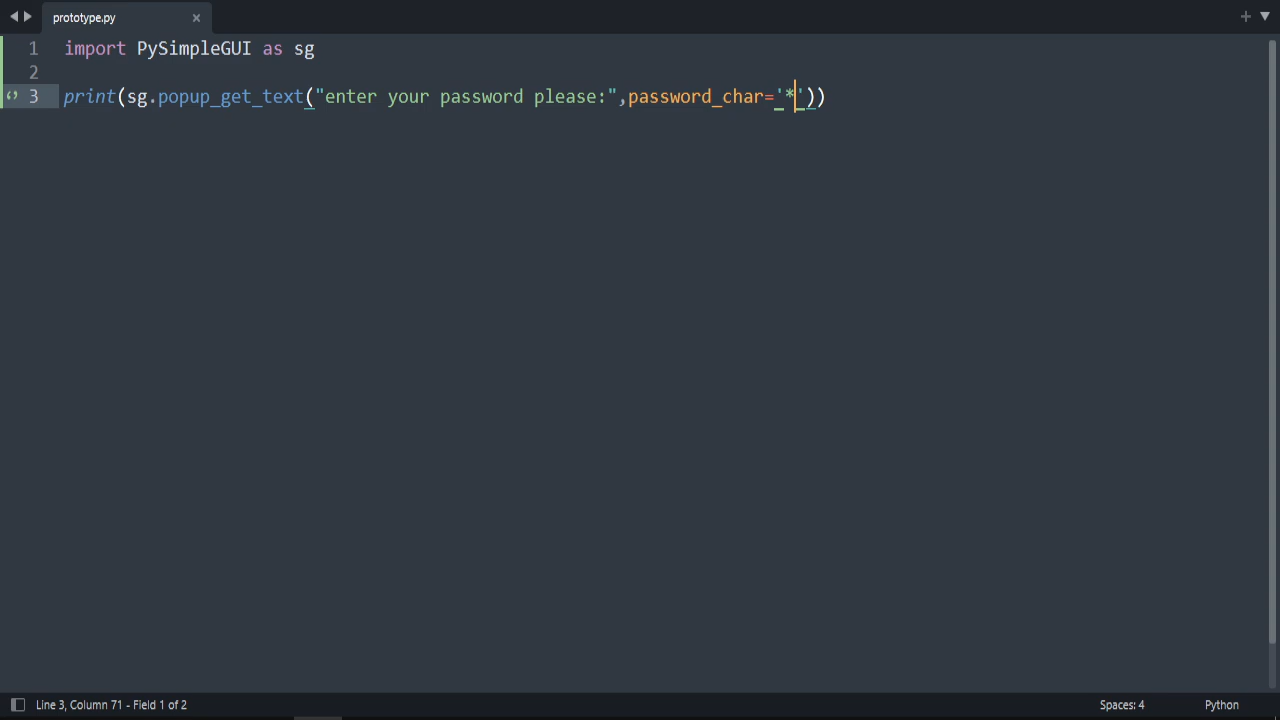 prototype.py
1 import PySimpleGUI as sg
2
3 print(sg.popup_get_text("enter your password please:",password_char='*'))
Line 3, Column 71 - Field 1 of 2
Spaces: 4
Python